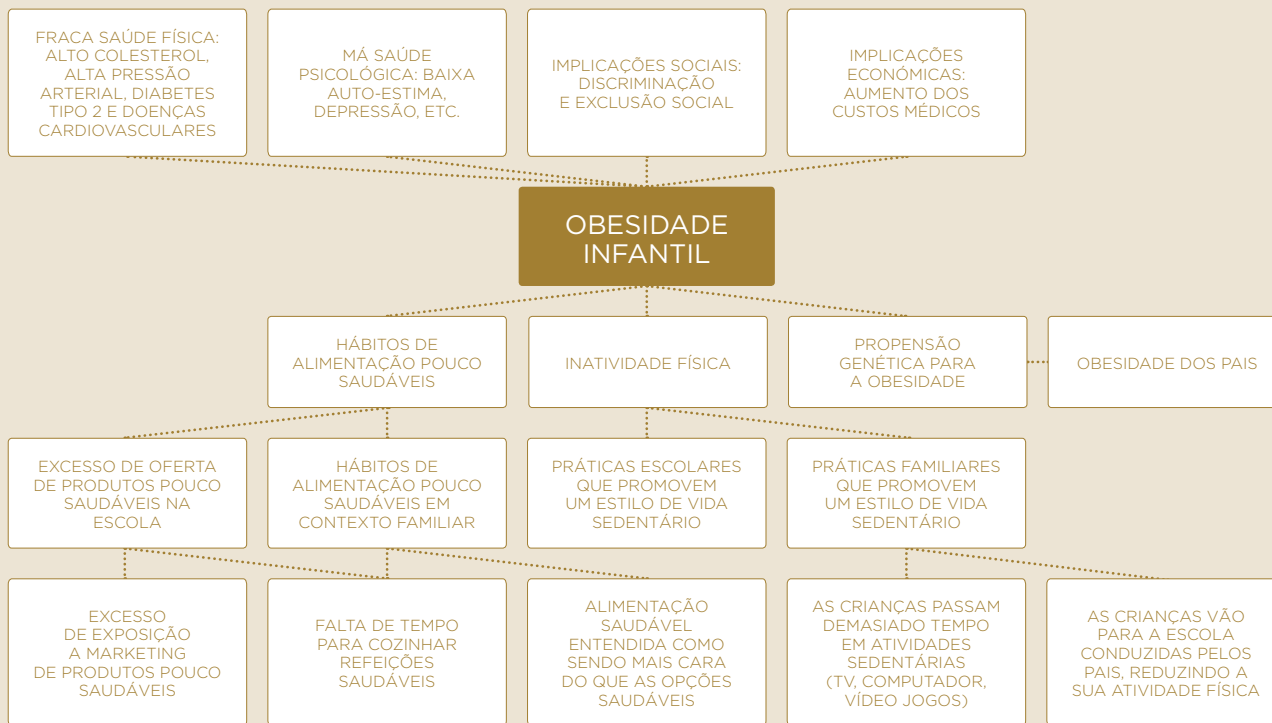 FRACA SAÚDE FÍSICA:
ALTO COLESTEROL,
ALTA PRESSÃO
ARTERIAL, DIABETES
TIPO 2 E DOENÇAS
CARDIOVASCULARES
MÁ SAÚDE
PSICOLÓGICA: BAIXA
AUTO-ESTIMA,
DEPRESSÃO, ETC.
IMPLICAÇÕES SOCIAIS:
DISCRIMINAÇÃO
E EXCLUSÃO SOCIAL
IMPLICAÇÕES
ECONÓMICAS:
AUMENTO DOS
CUSTOS MÉDICOS
OBESIDADE
INFANTIL
HÁBITOS DE
ALIMENTAÇÃO POUCO
SAUDÁVEIS
INATIVIDADE FÍSICA
PROPENSÃO
GENÉTICA PARA
A OBESIDADE
OBESIDADE DOS PAIS
EXCESSO DE OFERTA
DE PRODUTOS POUCO
SAUDÁVEIS NA
ESCOLA
HÁBITOS DE
ALIMENTAÇÃO POUCO
SAUDÁVEIS EM
CONTEXTO FAMILIAR
PRÁTICAS ESCOLARES
QUE PROMOVEM
UM ESTILO DE VIDA
SEDENTÁRIO
PRÁTICAS FAMILIARES
QUE PROMOVEM
UM ESTILO DE VIDA
SEDENTÁRIO
EXCESSO
DE EXPOSIÇÃO
A MARKETING
DE PRODUTOS POUCO
SAUDÁVEIS
FALTA DE TEMPO
PARA COZINHAR
REFEIÇÕES
SAUDÁVEIS
ALIMENTAÇÃO
SAUDÁVEL
ENTENDIDA COMO
SENDO MAIS CARA
DO QUE AS OPÇÕES
SAUDÁVEIS
AS CRIANÇAS PASSAM
DEMASIADO TEMPO
EM ATIVIDADES
SEDENTÁRIAS
(TV, COMPUTADOR,
VÍDEO JOGOS)
AS CRIANÇAS VÃO
PARA A ESCOLA
CONDUZIDAS PELOS
PAIS, REDUZINDO A
SUA ATIVIDADE FÍSICA